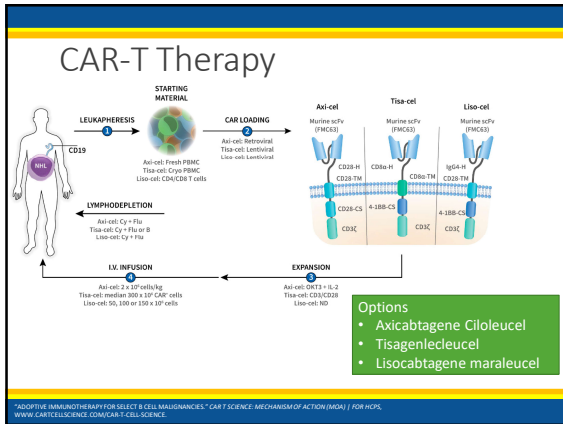 CAR-T Therapy
STARTING
MATERIAL
LEUKAPHERESIS
1
CAR LOADING
2
Axi-cel: Retroviral
Tisa-cel: Lentiviral
Liso-cel: Lentiviral
Axi-cel: Fresh PBMC
Tisa-cel: Cryo PBMC
Liso-cel: CD4/CD8 T cells
CD19
NHL
LYMPHODEPLETION
Axi-cel: Cy + Flu
Tisa-cel: Cy + Flu or B
Liso-cel: Cy + Flu
Axi-cel
Murine scFv
(FMC63)
CD28-H
CD28-TM
CD28-CS
CD3ζ
Tisa-cel
Murine scFv
(FMC63)
CD8α-H
CD8α-TM
4-1BB-CS
CD3ζ
Liso-cel
Murine scFv
(FMC63)
IgG4-H
CD28-TM
4-1BB-CS
CD3ζ
EXPANSION
3
Axi-cel: OKT3 + IL-2
Tisa-cel: CD3/CD28
Liso-cel: ND
I.V. INFUSION
4
Axi-cel: 2 x 10⁶ cells/kg
Tisa-cel: median 300 x 10⁶ CAR⁺ cells
Liso-cel: 50, 100 or 150 x 10⁶ cells
Options
• Axicabtagene Ciloleucel
• Tisagenlecleucel
• Lisocabtagene maraleucel
"ADOPTIVE IMMUNOTHERAPY FOR SELECT B CELL MALIGNANCIES." CAR T SCIENCE: MECHANISM OF ACTION (MOA) | FOR HCPS,
WWW.CARTCELLSCIENCE.COM/CAR-T-CELL-SCIENCE.